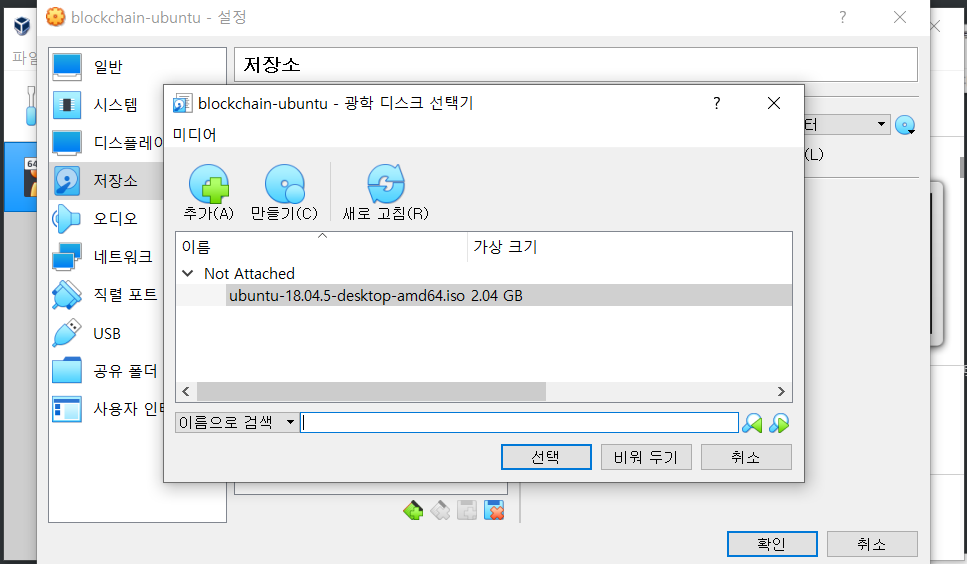 blockchain-ubuntu - 설정
파일
일반
저장소
시스템
디스플레이
저장소
오디오
네트워크
직렬 포트
USB
공유 폴더
사용자 인터
blockchain-ubuntu - 광학 디스크 선택기
미디어
추가(A)
만들기(C)
새로 고침(R)
이름
가상 크기
Not Attached
ubuntu-18.04.5-desktop-amd64.iso 2.04 GB
이름으로 검색
선택
비워 두기
취소
터
(L)
64
확인
취소